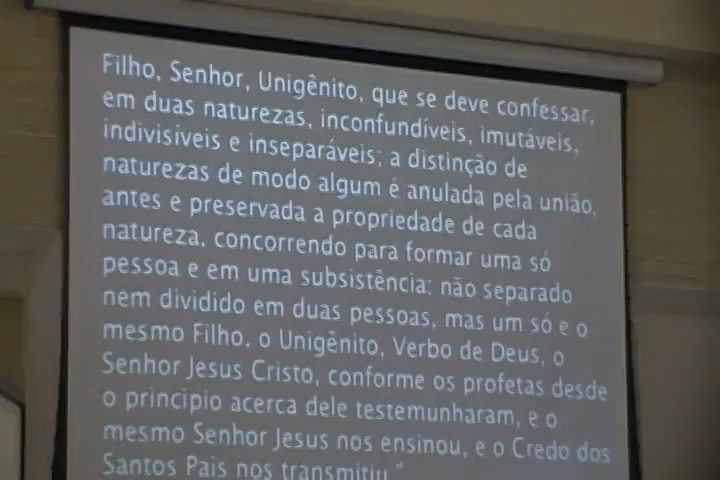 Filho, Senhor, Unigênito, que se deve confessar,
em duas naturezas, inconfundíveis, imutáveis,
indivisíveis e inseparáveis; a distinção de
naturezas de modo algum é anulada pela união,
antes e preservada a propriedade de cada
natureza, concorrendo para formar uma só
pessoa e em uma subsistência: não separado
nem dividido em duas pessoas, mas um só e o
mesmo Filho, o Unigênito, Verbo de Deus, o
Senhor Jesus Cristo, conforme os profetas desde
o principio acerca dele testemunharam, e o
mesmo Senhor Jesus nos ensinou, e o Credo dos
Santos Pais nos transmitiu."